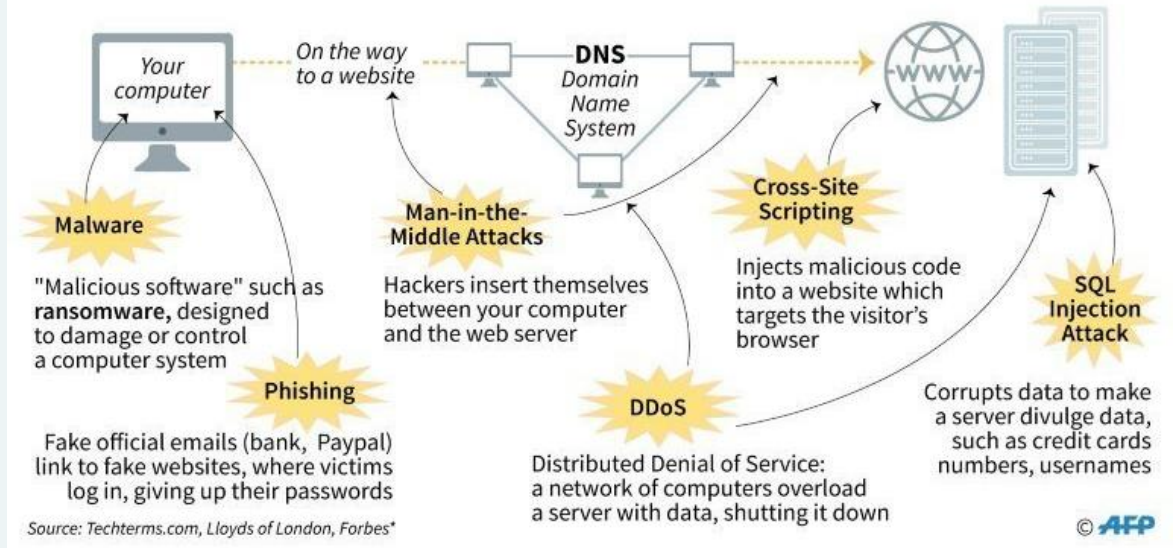 Your
computer
On the way
to a website
DNS
Domain
Name
System
WWW
Malware
"Malicious software" such as
ransomware, designed
to damage or control
a computer system
Phishing
Fake official emails (bank, Paypal)
link to fake websites, where victims
log in, giving up their passwords
Man-in-the-
Middle Attacks
Hackers insert themselves
between your computer
and the web server
DDoS
Distributed Denial of Service:
a network of computers overload
a server with data, shutting it down
Cross-Site
Scripting
Injects malicious code
into a website which
targets the visitor's
browser
SQL
Injection
Attack
Corrupts data to make
a server divulge data,
such as credit cards
numbers, usernames
Source: Techterms.com, Lloyds of London, Forbes*
© AFP